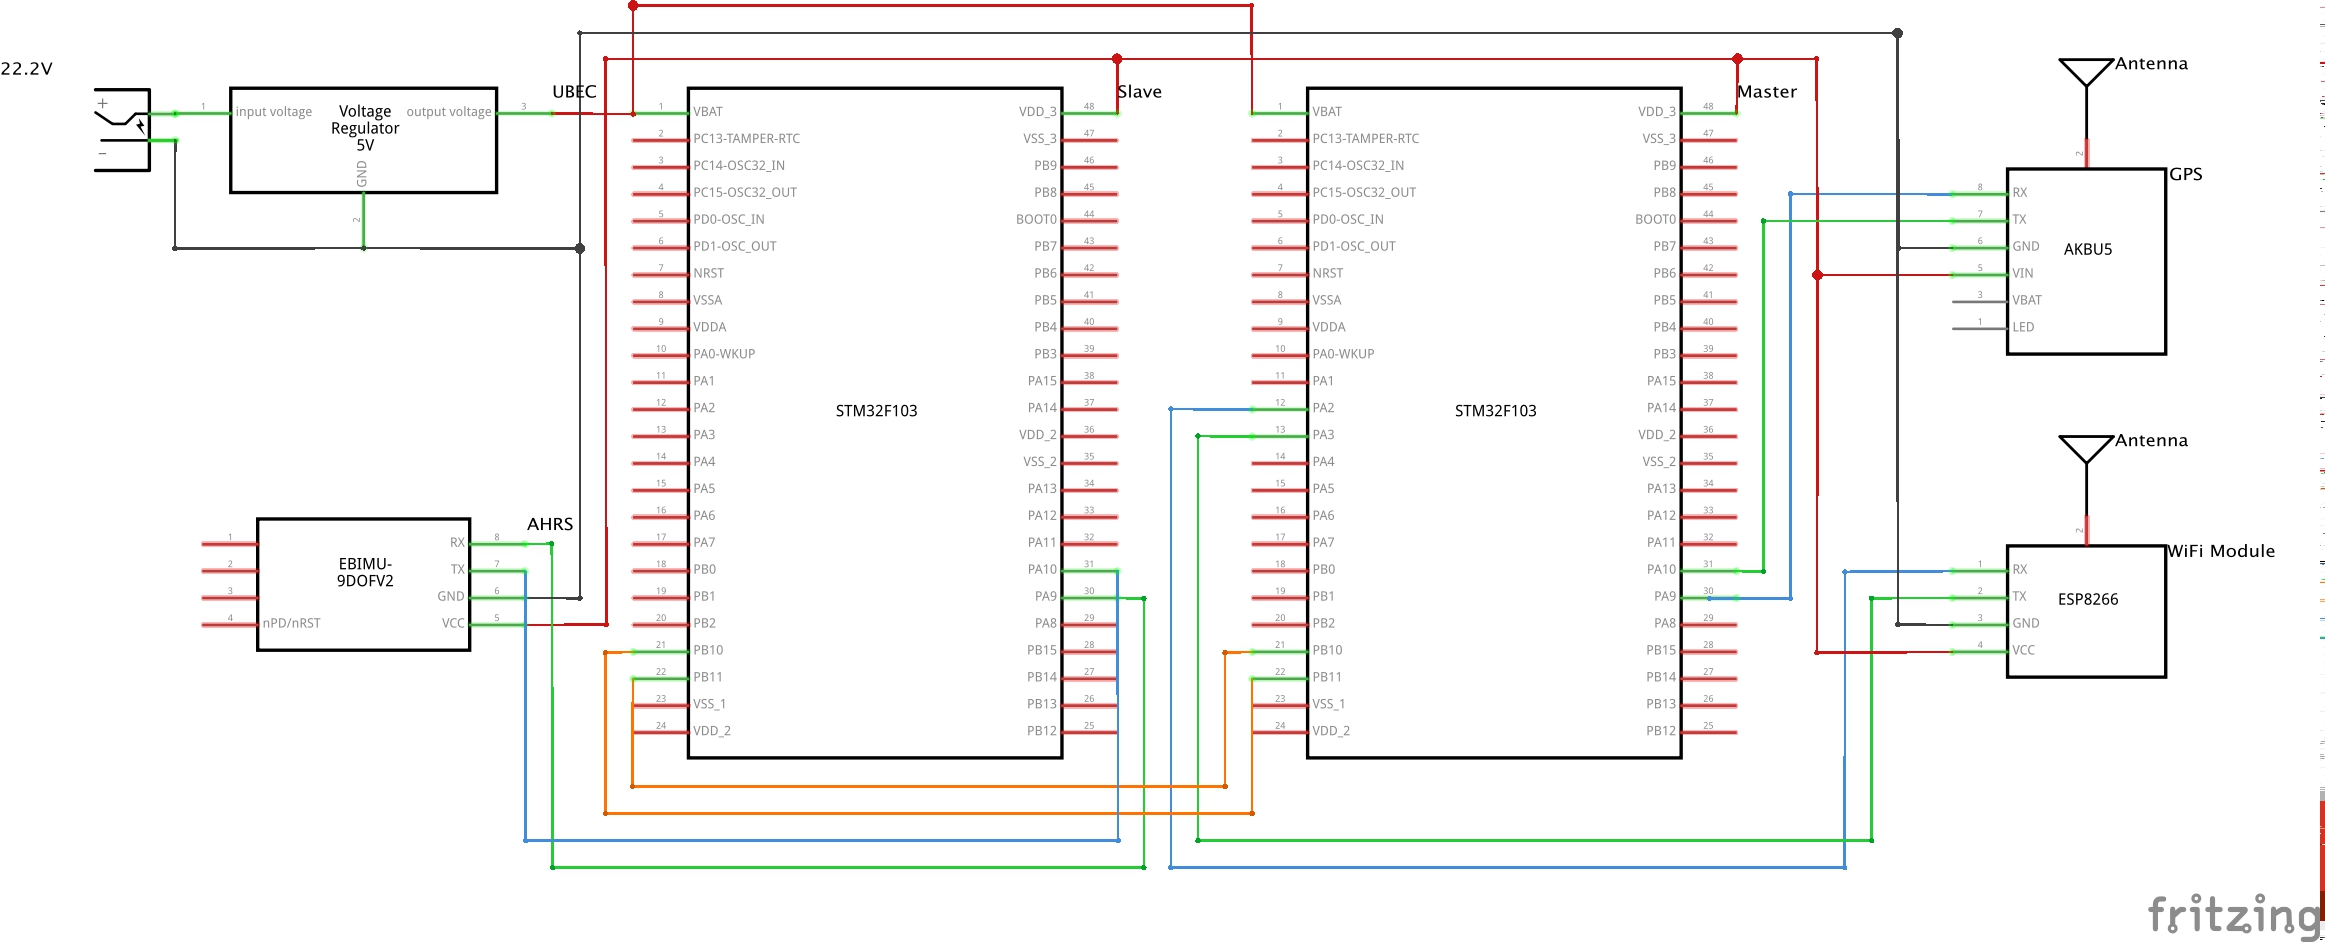 22.2V
+
−
1
input voltage
Voltage
Regulator
5V
output voltage
3
GND
2
UBEC
EBIMU-
9DOFV2
AHRS
1
2
3
4 nPD/nRST
RX 8
TX 7
GND 6
VCC 5
Slave
STM32F103
1 VBAT
2 PC13-TAMPER-RTC
3 PC14-OSC32_IN
4 PC15-OSC32_OUT
5 PD0-OSC_IN
6 PD1-OSC_OUT
7 NRST
8 VSSA
9 VDDA
10 PA0-WKUP
11 PA1
12 PA2
13 PA3
14 PA4
15 PA5
16 PA6
17 PA7
18 PB0
19 PB1
20 PB2
21 PB10
22 PB11
23 VSS_1
24 VDD_2
VDD_3 48
VSS_3 47
PB9 46
PB8 45
BOOT0 44
PB7 43
PB6 42
PB5 41
PB4 40
PB3 39
PA15 38
PA14 37
VDD_2 36
VSS_2 35
PA13 34
PA12 33
PA11 32
PA10 31
PA9 30
PA8 29
PB15 28
PB14 27
PB13 26
PB12 25
Master
STM32F103
1 VBAT
2 PC13-TAMPER-RTC
3 PC14-OSC32_IN
4 PC15-OSC32_OUT
5 PD0-OSC_IN
6 PD1-OSC_OUT
7 NRST
8 VSSA
9 VDDA
10 PA0-WKUP
11 PA1
12 PA2
13 PA3
14 PA4
15 PA5
16 PA6
17 PA7
18 PB0
19 PB1
20 PB2
21 PB10
22 PB11
23 VSS_1
24 VDD_2
VDD_3 48
VSS_3 47
PB9 46
PB8 45
BOOT0 44
PB7 43
PB6 42
PB5 41
PB4 40
PB3 39
PA15 38
PA14 37
VDD_2 36
VSS_2 35
PA13 34
PA12 33
PA11 32
PA10 31
PA9 30
PA8 29
PB15 28
PB14 27
PB13 26
PB12 25
Antenna
2
GPS
AKBU5
8 RX
7 TX
6 GND
5 VIN
3 VBAT
1 LED
Antenna
2
WiFi Module
ESP8266
1 RX
2 TX
3 GND
4 VCC
fritzing